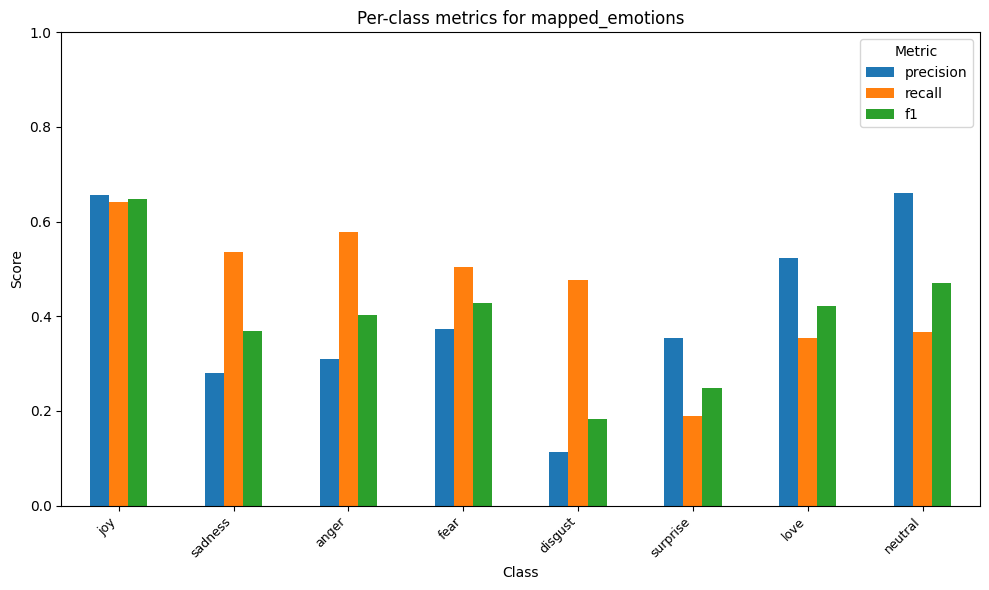 Per-class metrics for mapped_emotions
Metric
precision
recall
f1
Score
1.0
0.8
0.6
0.4
0.2
0.0
joy
sadness
anger
fear
disgust
surprise
love
neutral
Class